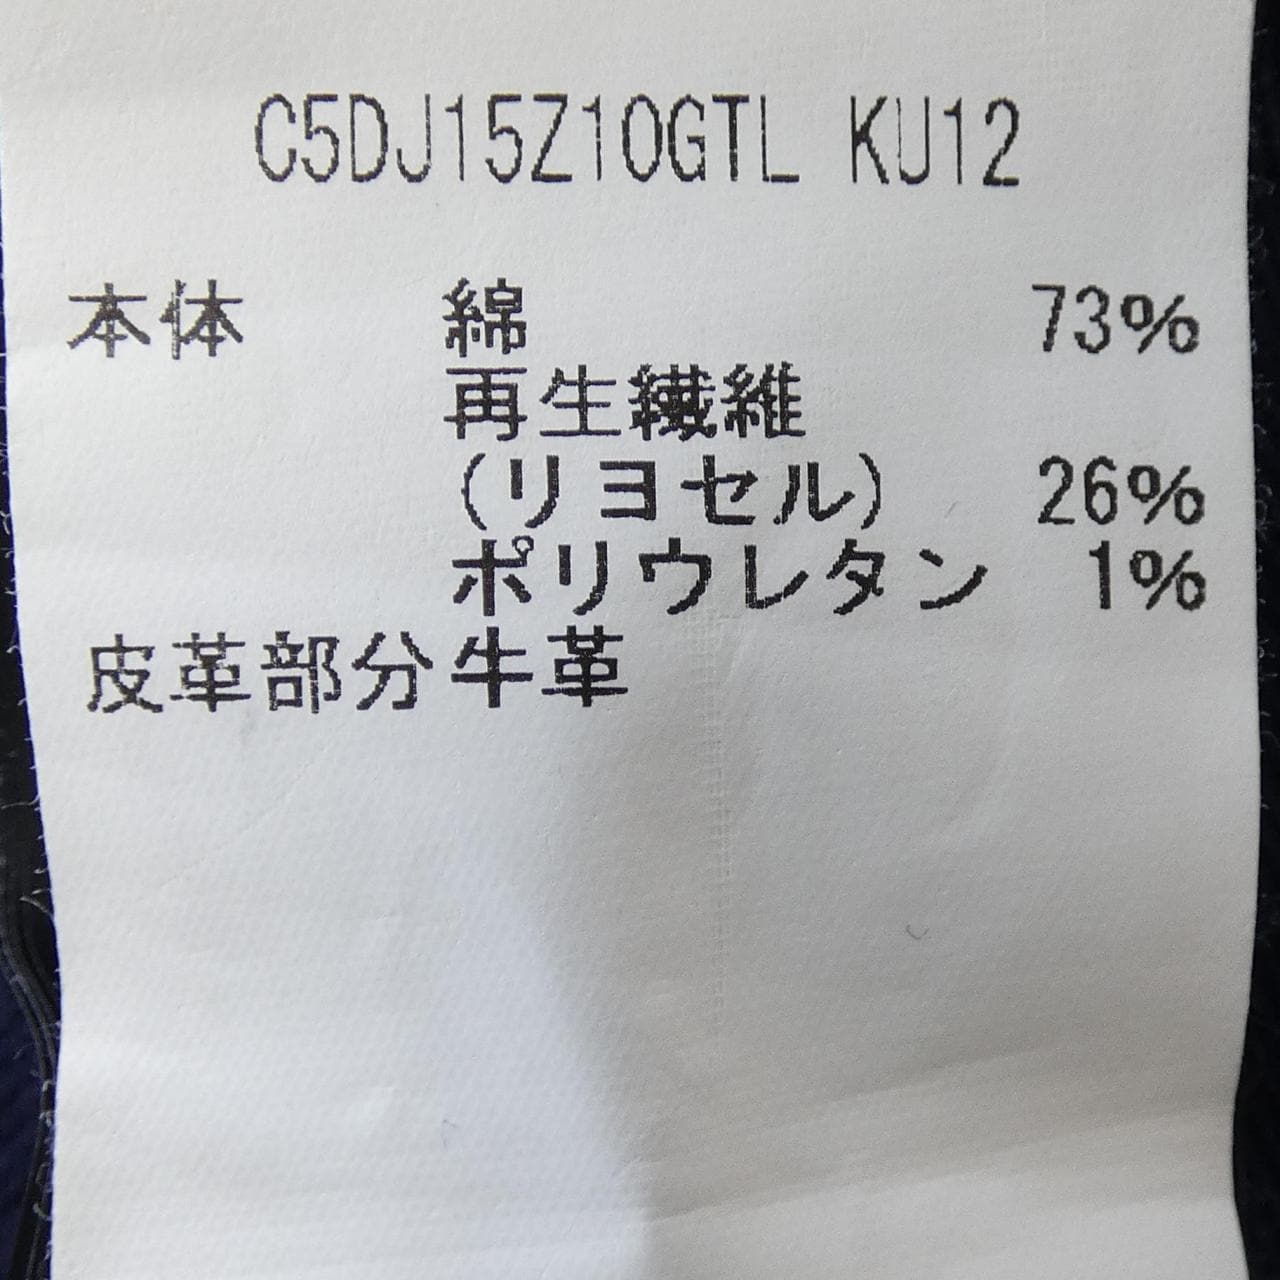 C5DJ15Z10GTL KU12
本体 綿 73%
再生繊維
(リヨセル) 26%
ポリウレタン 1%
皮革部分 牛革